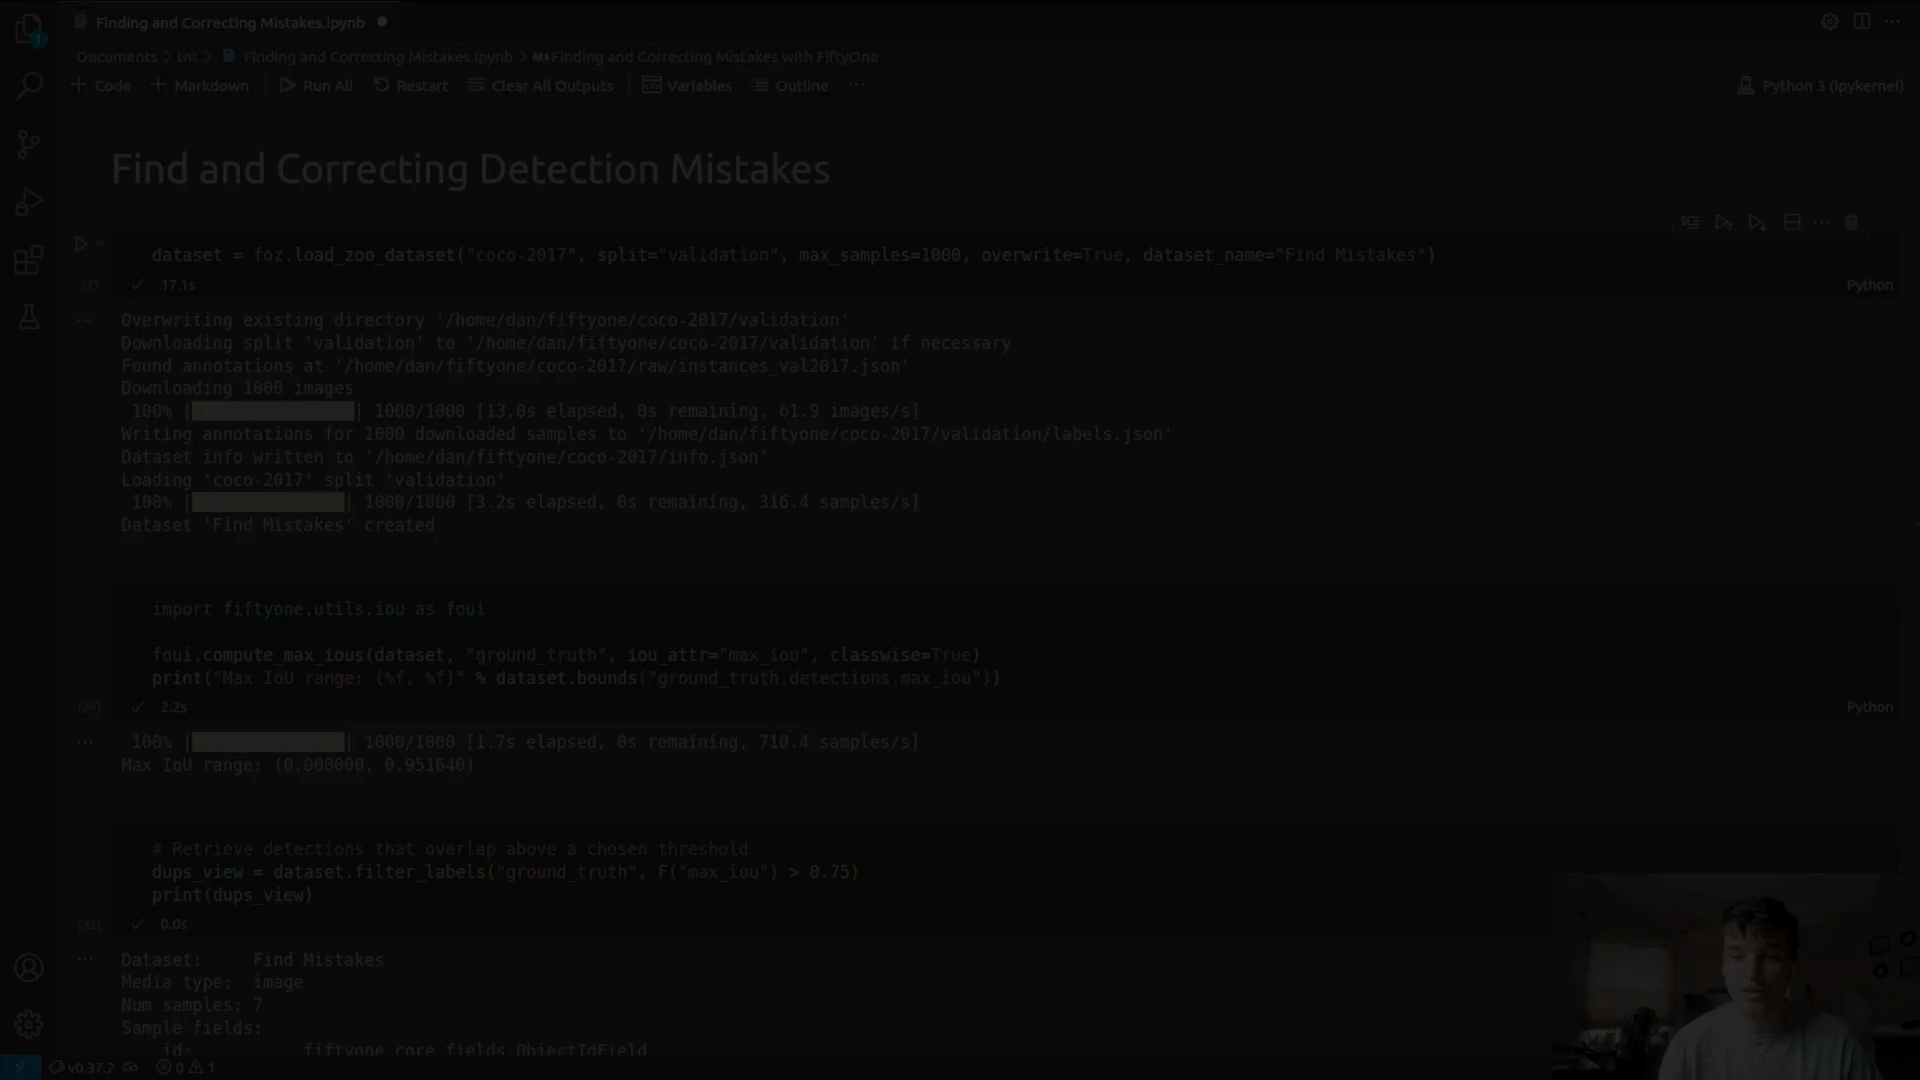 Finding and Correcting Mistakes.ipynb
1
Documents > tnt > Finding and Correcting Mistakes.ipynb > M↓Finding and Correcting Mistakes with FiftyOne
+ Code + Markdown Run All Restart Clear All Outputs Variables Outline ...
Python 3 (ipykernel)
Find and Correcting Detection Mistakes
dataset = foz.load_zoo_dataset("coco-2017", split="validation", max_samples=1000, overwrite=True, dataset_name="Find Mistakes")
[7] 17.1s Python
Overwriting existing directory '/home/dan/fiftyone/coco-2017/validation'
Downloading split 'validation' to '/home/dan/fiftyone/coco-2017/validation' if necessary
Found annotations at '/home/dan/fiftyone/coco-2017/raw/instances_val2017.json'
Downloading 1000 images
100% |████████████████| 1000/1000 [13.0s elapsed, 0s remaining, 61.9 images/s]
Writing annotations for 1000 downloaded samples to '/home/dan/fiftyone/coco-2017/validation/labels.json'
Dataset info written to '/home/dan/fiftyone/coco-2017/info.json'
Loading 'coco-2017' split 'validation'
100% |███████████████| 1000/1000 [3.2s elapsed, 0s remaining, 316.4 samples/s]
Dataset 'Find Mistakes' created
import fiftyone.utils.iou as foui
foui.compute_max_ious(dataset, "ground_truth", iou_attr="max_iou", classwise=True)
print("Max IoU range: (%f, %f)" % dataset.bounds("ground_truth.detections.max_iou"))
2.2s Python
100% |███████████████| 1000/1000 [1.7s elapsed, 0s remaining, 710.4 samples/s]
Max IoU range: (0.000000, 0.951640)
# Retrieve detections that overlap above a chosen threshold
dups_view = dataset.filter_labels("ground_truth", F("max_iou") > 0.75)
print(dups_view)
0.0s
Dataset: Find Mistakes
Media type: image
Num samples: 7
Sample fields:
id: fiftyone.core.fields.ObjectIdField
v0.37.2 0 1